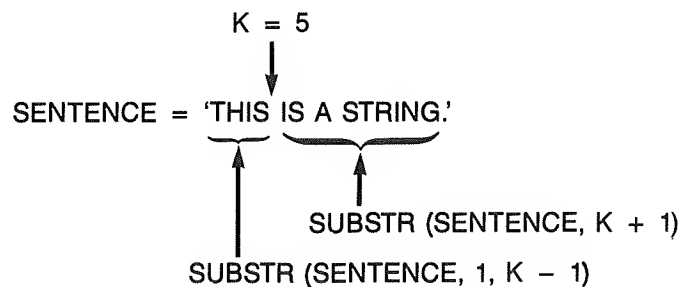 K = 5
SENTENCE = 'THIS IS A STRING.'
SUBSTR (SENTENCE, K + 1)
SUBSTR (SENTENCE, 1, K − 1)